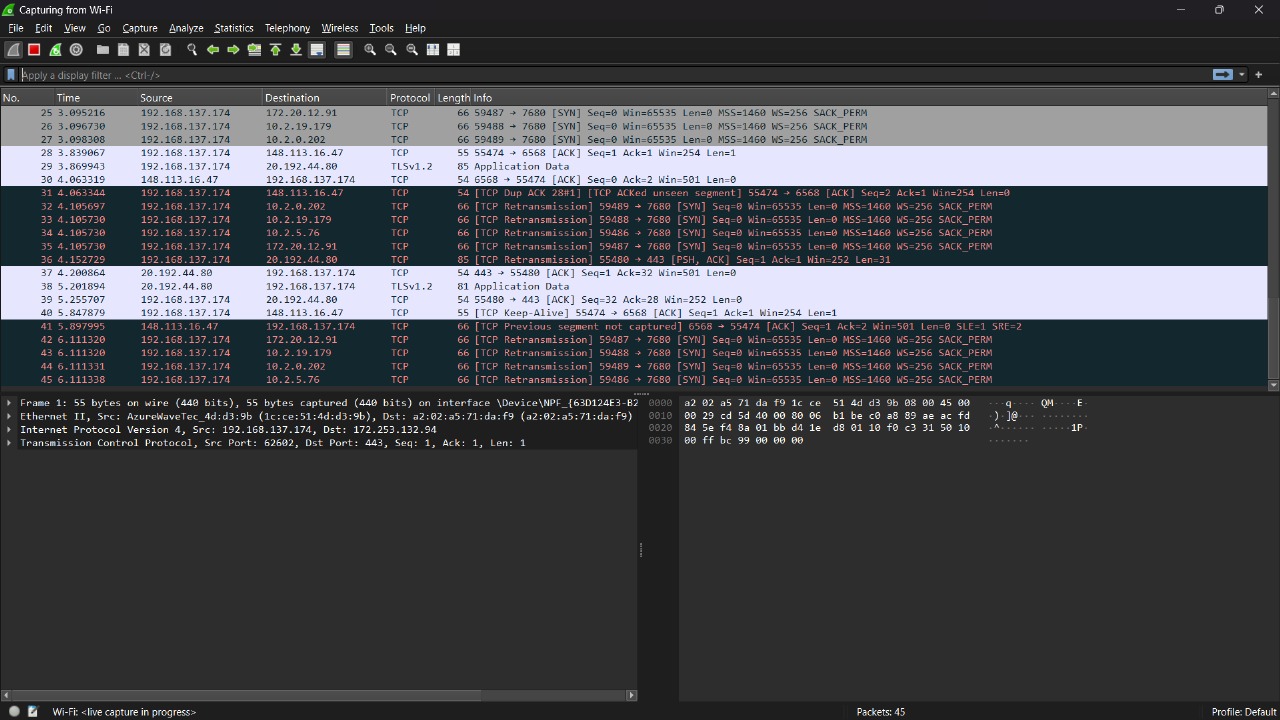 Capturing from Wi-Fi
File Edit View Go Capture Analyze Statistics Telephony Wireless Tools Help
Apply a display filter ... <Ctrl-/>
No. Time Source Destination Protocol Length Info
25 3.095216 192.168.137.174 172.20.12.91 TCP 66 59487 → 7680 [SYN] Seq=0 Win=65535 Len=0 MSS=1460 WS=256 SACK_PERM
26 3.096730 192.168.137.174 10.2.19.179 TCP 66 59488 → 7680 [SYN] Seq=0 Win=65535 Len=0 MSS=1460 WS=256 SACK_PERM
27 3.098308 192.168.137.174 10.2.0.202 TCP 66 59489 → 7680 [SYN] Seq=0 Win=65535 Len=0 MSS=1460 WS=256 SACK_PERM
28 3.839067 192.168.137.174 148.113.16.47 TCP 55 55474 → 6568 [ACK] Seq=1 Ack=1 Win=254 Len=1
29 3.869943 192.168.137.174 20.192.44.80 TLSv1.2 85 Application Data
30 4.063319 148.113.16.47 192.168.137.174 TCP 54 6568 → 55474 [ACK] Seq=0 Ack=2 Win=501 Len=0
31 4.063344 192.168.137.174 148.113.16.47 TCP 54 [TCP Dup ACK 28#1] [TCP ACKed unseen segment] 55474 → 6568 [ACK] Seq=2 Ack=1 Win=254 Len=0
32 4.105697 192.168.137.174 10.2.0.202 TCP 66 [TCP Retransmission] 59489 → 7680 [SYN] Seq=0 Win=65535 Len=0 MSS=1460 WS=256 SACK_PERM
33 4.105730 192.168.137.174 10.2.19.179 TCP 66 [TCP Retransmission] 59488 → 7680 [SYN] Seq=0 Win=65535 Len=0 MSS=1460 WS=256 SACK_PERM
34 4.105730 192.168.137.174 10.2.5.76 TCP 66 [TCP Retransmission] 59486 → 7680 [SYN] Seq=0 Win=65535 Len=0 MSS=1460 WS=256 SACK_PERM
35 4.105730 192.168.137.174 172.20.12.91 TCP 66 [TCP Retransmission] 59487 → 7680 [SYN] Seq=0 Win=65535 Len=0 MSS=1460 WS=256 SACK_PERM
36 4.152729 192.168.137.174 20.192.44.80 TCP 85 [TCP Retransmission] 55480 → 443 [PSH, ACK] Seq=1 Ack=1 Win=252 Len=31
37 4.200864 20.192.44.80 192.168.137.174 TCP 54 443 → 55480 [ACK] Seq=1 Ack=32 Win=501 Len=0
38 5.201894 20.192.44.80 192.168.137.174 TLSv1.2 81 Application Data
39 5.255707 192.168.137.174 20.192.44.80 TCP 54 55480 → 443 [ACK] Seq=32 Ack=28 Win=252 Len=0
40 5.847879 192.168.137.174 148.113.16.47 TCP 55 [TCP Keep-Alive] 55474 → 6568 [ACK] Seq=1 Ack=1 Win=254 Len=1
41 5.897995 148.113.16.47 192.168.137.174 TCP 66 [TCP Previous segment not captured] 6568 → 55474 [ACK] Seq=1 Ack=2 Win=501 Len=0 SLE=1 SRE=2
42 6.111320 192.168.137.174 172.20.12.91 TCP 66 [TCP Retransmission] 59487 → 7680 [SYN] Seq=0 Win=65535 Len=0 MSS=1460 WS=256 SACK_PERM
43 6.111320 192.168.137.174 10.2.19.179 TCP 66 [TCP Retransmission] 59488 → 7680 [SYN] Seq=0 Win=65535 Len=0 MSS=1460 WS=256 SACK_PERM
44 6.111331 192.168.137.174 10.2.0.202 TCP 66 [TCP Retransmission] 59489 → 7680 [SYN] Seq=0 Win=65535 Len=0 MSS=1460 WS=256 SACK_PERM
45 6.111338 192.168.137.174 10.2.5.76 TCP 66 [TCP Retransmission] 59486 → 7680 [SYN] Seq=0 Win=65535 Len=0 MSS=1460 WS=256 SACK_PERM
Frame 1: 55 bytes on wire (440 bits), 55 bytes captured (440 bits) on interface \Device\NPF_{63D124E3-B2
Ethernet II, Src: AzureWaveTec_4d:d3:9b (1c:ce:51:4d:d3:9b), Dst: a2:02:a5:71:da:f9 (a2:02:a5:71:da:f9)
Internet Protocol Version 4, Src: 192.168.137.174, Dst: 172.253.132.94
Transmission Control Protocol, Src Port: 62602, Dst Port: 443, Seq: 1, Ack: 1, Len: 1
0000 a2 02 a5 71 da f9 1c ce 51 4d d3 9b 08 00 45 00 ···q···· QM····E·
0010 00 29 cd 5d 40 00 80 06 b1 be c0 a8 89 ae ac fd ·)·]@··· ········
0020 84 5e f4 8a 01 bb d4 1e d8 01 10 f0 c3 31 50 10 ·^······ ·····1P·
0030 00 ff bc 99 00 00 00 ·······
Wi-Fi: <live capture in progress>
Packets: 45
Profile: Default